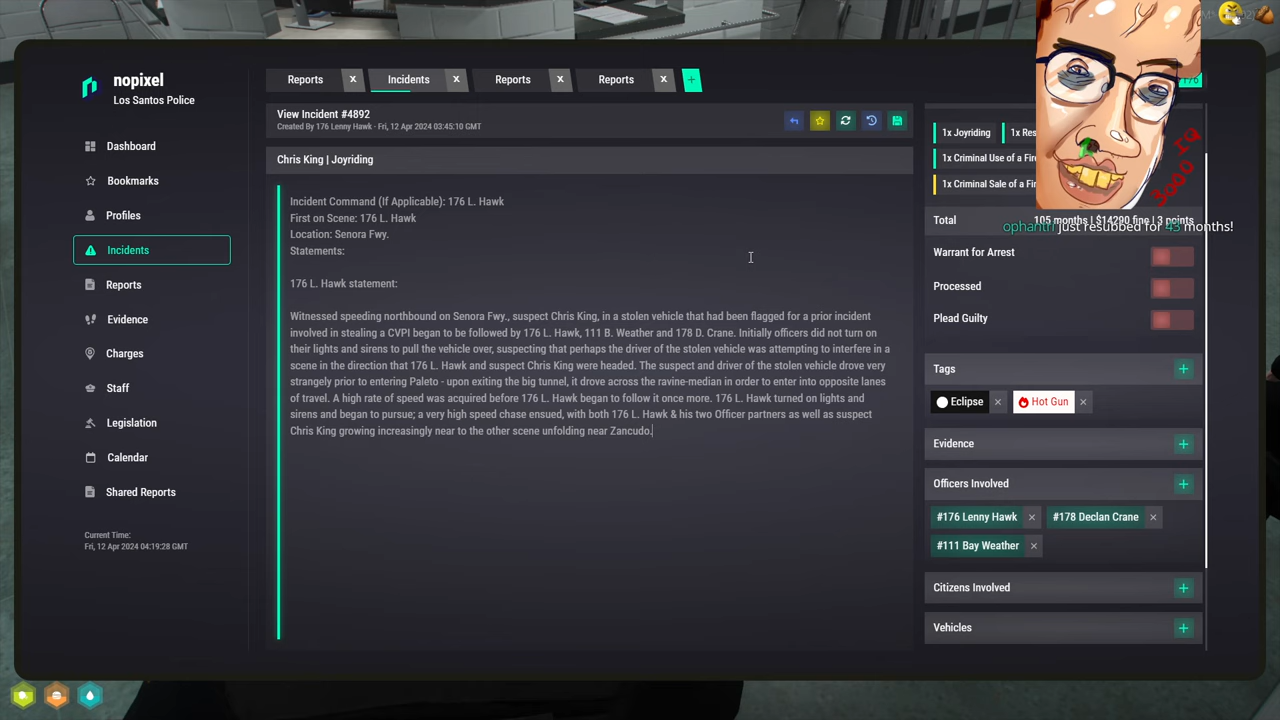 nopixel
Los Santos Police
Dashboard
Bookmarks
Profiles
Incidents
Reports
Evidence
Charges
Staff
Legislation
Calendar
Shared Reports
Current Time:
Fri, 12 Apr 2024 04:19:28 GMT
Reports x Incidents x Reports x Reports x +
View Incident #4892
Created By 176 Lenny Hawk - Fri, 12 Apr 2024 03:45:10 GMT
Chris King | Joyriding
Incident Command (If Applicable): 176 L. Hawk
First on Scene: 176 L. Hawk
Location: Senora Fwy.
Statements:
176 L. Hawk statement:
Witnessed speeding northbound on Senora Fwy., suspect Chris King, in a stolen vehicle that had been flagged for a prior incident
involved in stealing a CVPI began to be followed by 176 L. Hawk, 111 B. Weather and 178 D. Crane. Initially officers did not turn on
their lights and sirens to pull the vehicle over, suspecting that perhaps the driver of the stolen vehicle was attempting to interfere in a
scene in the direction that 176 L. Hawk and suspect Chris King were headed. The suspect and driver of the stolen vehicle drove very
strangely prior to entering Paleto - upon exiting the big tunnel, it drove across the ravine-median in order to enter into opposite lanes
of travel. A high rate of speed was acquired before 176 L. Hawk began to follow it once more. 176 L. Hawk turned on lights and
sirens and began to pursue; a very high speed chase ensued, with both 176 L. Hawk & his two Officer partners as well as suspect
Chris King growing increasingly near to the other scene unfolding near Zancudo.
1x Joyriding 1x Res
1x Criminal Use of a Fire
1x Criminal Sale of a Fire
3000 IQ
Total 105 months | $14290 fine | 3 points
ophantri just resubbed for 43 months!
Warrant for Arrest
Processed
Plead Guilty
Tags +
Eclipse x Hot Gun x
Evidence +
Officers Involved +
#176 Lenny Hawk x #178 Declan Crane x
#111 Bay Weather x
Citizens Involved +
Vehicles +